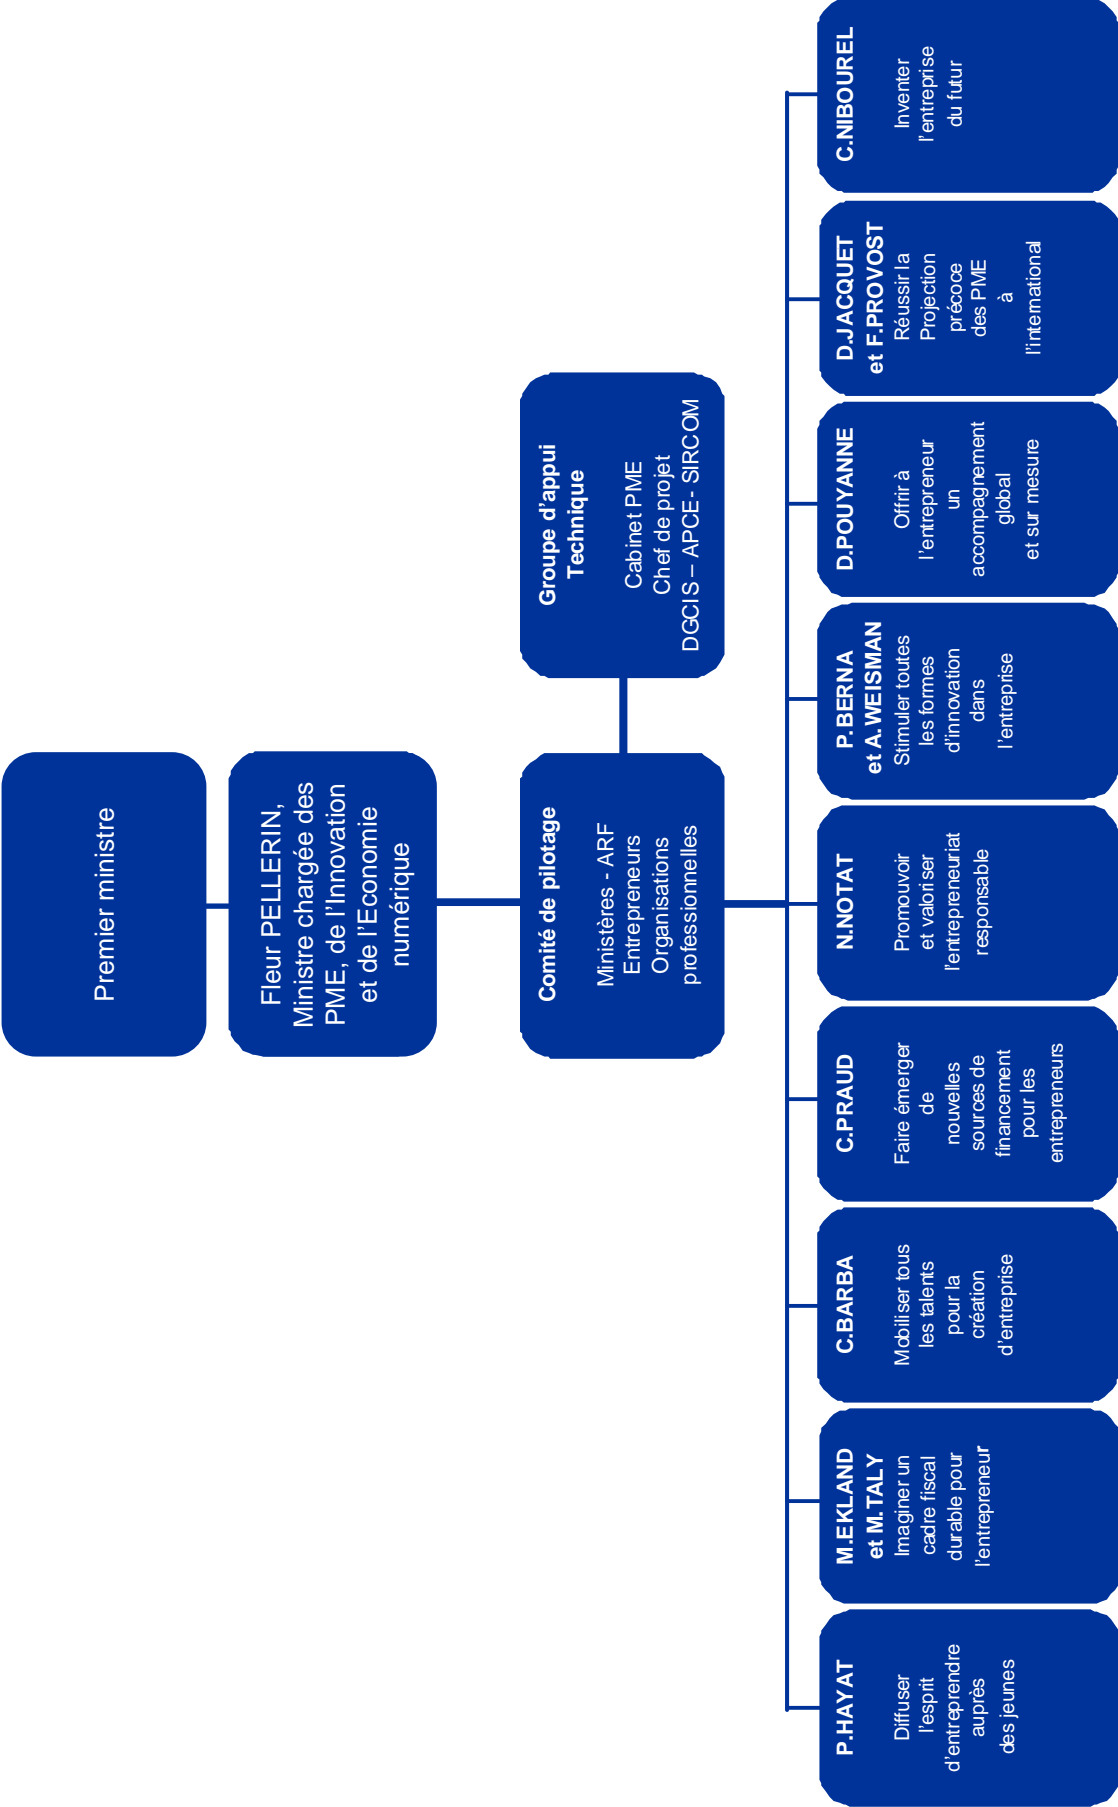 Premier ministre
Fleur PELLERIN,
Ministre chargée des
PME, de l'Innovation
et de l'Economie
numérique
Comité de pilotage
Ministères - ARF
Entrepreneurs
Organisations
professionnelles
Groupe d'appui
Technique
Cabinet PME
Chef de projet
DGCIS – APCE- SIRCOM
P.HAYAT
Diffuser
l'esprit
d'entreprendre
auprès
des jeunes
M.EKLAND
et M.TALY
Imaginer un
cadre fiscal
durable pour
l'entrepreneur
C.BARBA
Mobiliser tous
les talents
pour la
création
d'entreprise
C.PRAUD
Faire émerger
de
nouvelles
sources de
financement
pour les
entrepreneurs
N.NOTAT
Promouvoir
et valoriser
l'entrepreneuriat
responsable
P.BERNA
et A.WEISMAN
Stimuler toutes
les formes
d'innovation
dans
l'entreprise
D.POUYANNE
Offrir à
l'entrepreneur
un
accompagnement
global
et sur mesure
D.JACQUET
et F.PROVOST
Réussir la
Projection
précoce
des PME
à
l'international
C.NIBOUREL
Inventer
l'entreprise
du futur